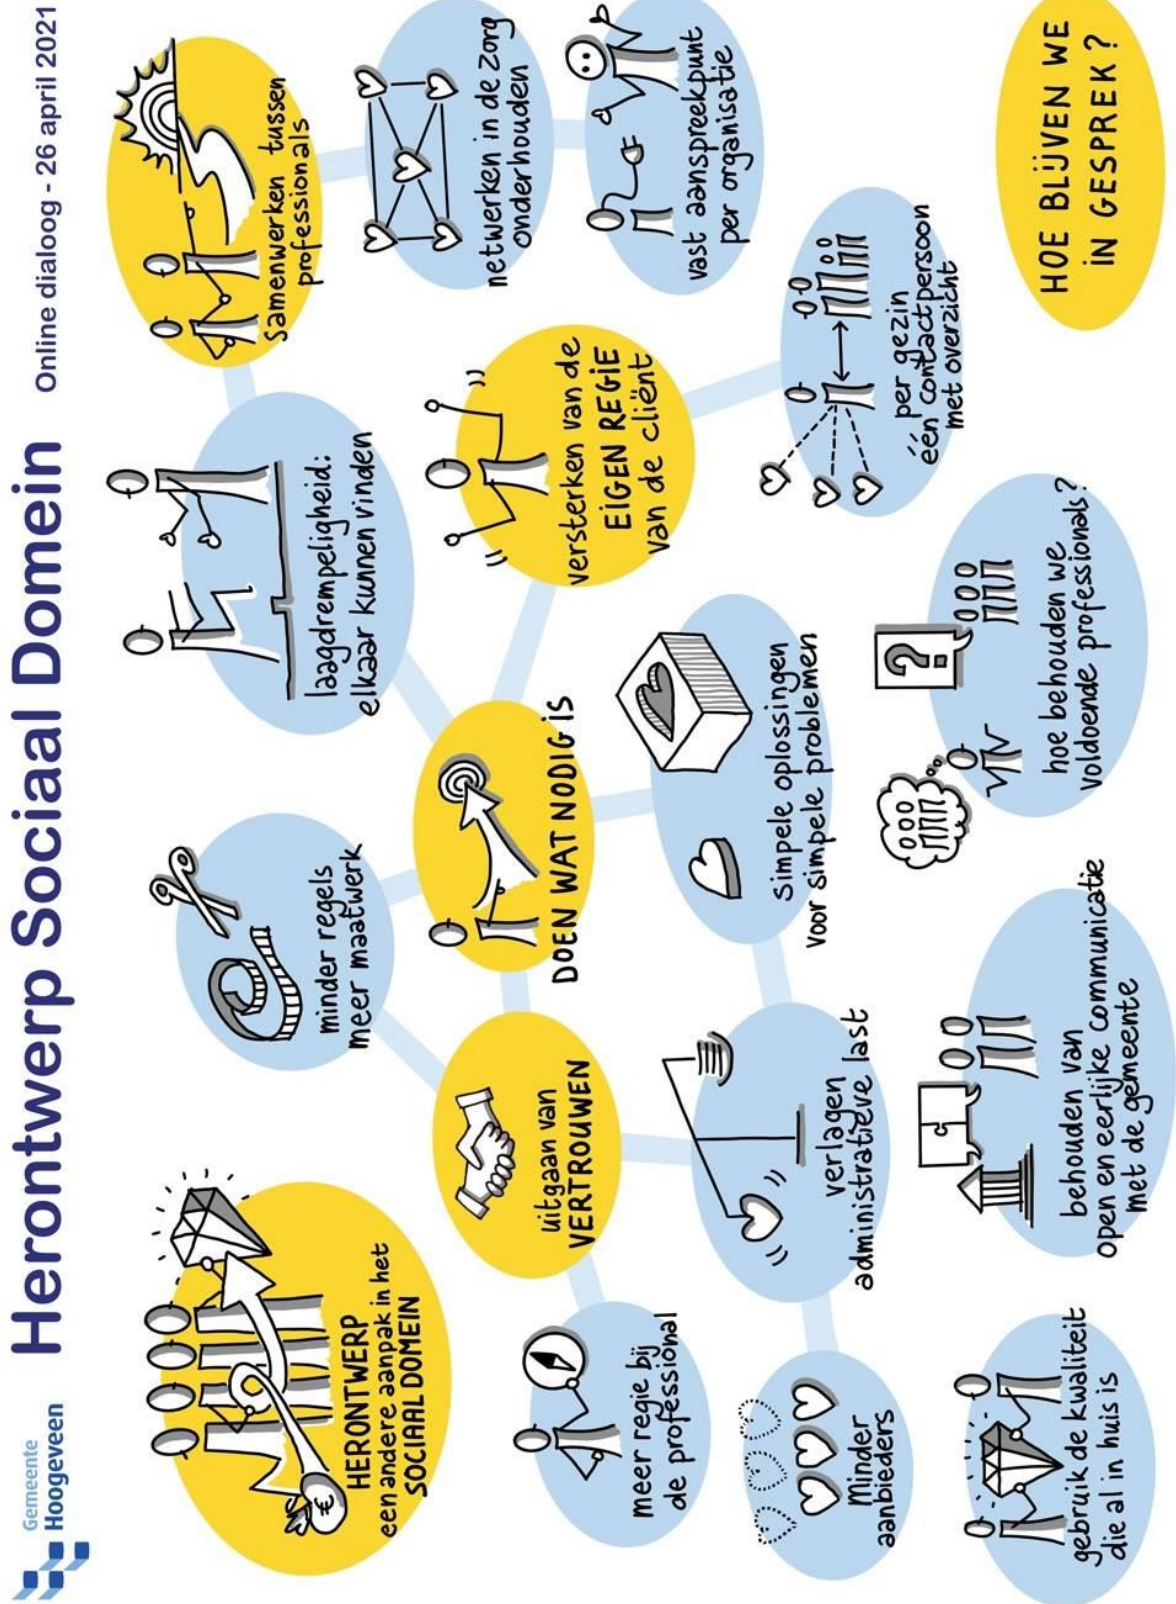 Gemeente
Hoogeveen
Herontwerp Sociaal Domein
Online dialoog - 26 april 2021
HERONTWERP
een andere aanpak in het
SOCIAAL DOMEIN
€
minder regels
meer maatwerk
laagdrempeligheid:
elkaar kunnen vinden
samenwerken tussen
professionals
uitgaan van
VERTROUWEN
DOEN WAT NODIG is
versterken van de
EIGEN REGIE
van de cliënt
netwerken in de zorg
onderhouden
meer regie bij
de professional
verlagen
administratieve last
simpele oplossingen
voor simpele problemen
per gezin
één contactpersoon
met overzicht
vast aanspreekpunt
per organisatie
Minder
aanbieders
gebruik de kwaliteit
die al in huis is
behouden van
open en eerlijke communicatie
met de gemeente
?
hoe behouden we
voldoende professionals?
HOE BLIJVEN WE
IN GESPREK?